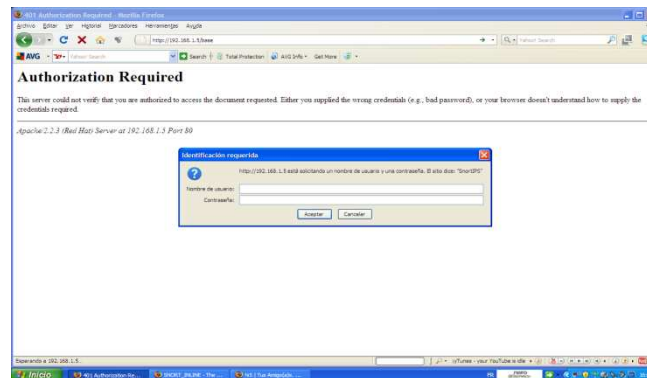 401 Authorization Required - Mozilla Firefox
Archivo Editar Ver Historial Marcadores Herramientas Ayuda
http://192.168.1.5/base
Yahoo! Search
AVG Yahoo! Search Search Total Protection AVG Info Get More
Authorization Required
This server could not verify that you are authorized to access the document requested. Either you supplied the wrong credentials (e.g., bad password), or your browser doesn't understand how to supply the
credentials required.
Apache/2.2.3 (Red Hat) Server at 192.168.1.5 Port 80
Identificación requerida
http://192.168.1.5 está solicitando un nombre de usuario y una contraseña. El sitio dice: "SnortIPS"
Nombre de usuario:
Contraseña:
Aceptar Cancelar
Esperando a 192.168.1.5...
Inicio 401 Authorization Re... SNORT_INLINE - The ...